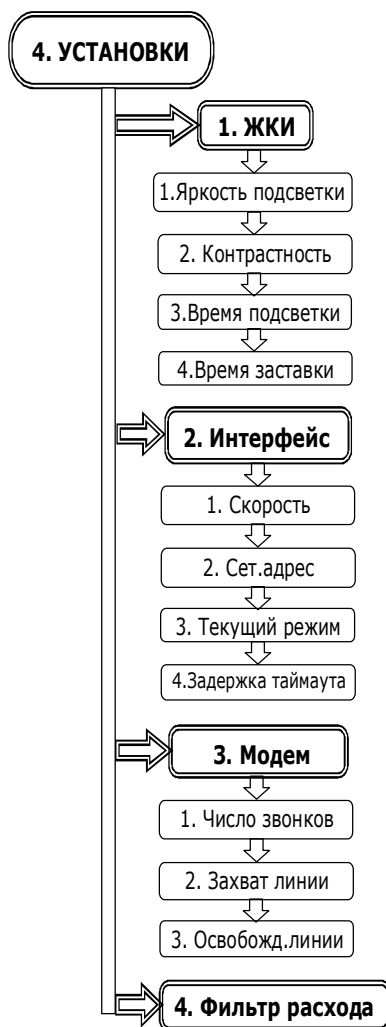 4. УСТАНОВКИ
1. ЖКИ
1.Яркость подсветки
2. Контрастность
3.Время подсветки
4.Время заставки
2. Интерфейс
1. Скорость
2. Сет.адрес
3. Текущий режим
4.Задержка таймаута
3. Модем
1. Число звонков
2. Захват линии
3. Освобожд.линии
4. Фильтр расхода